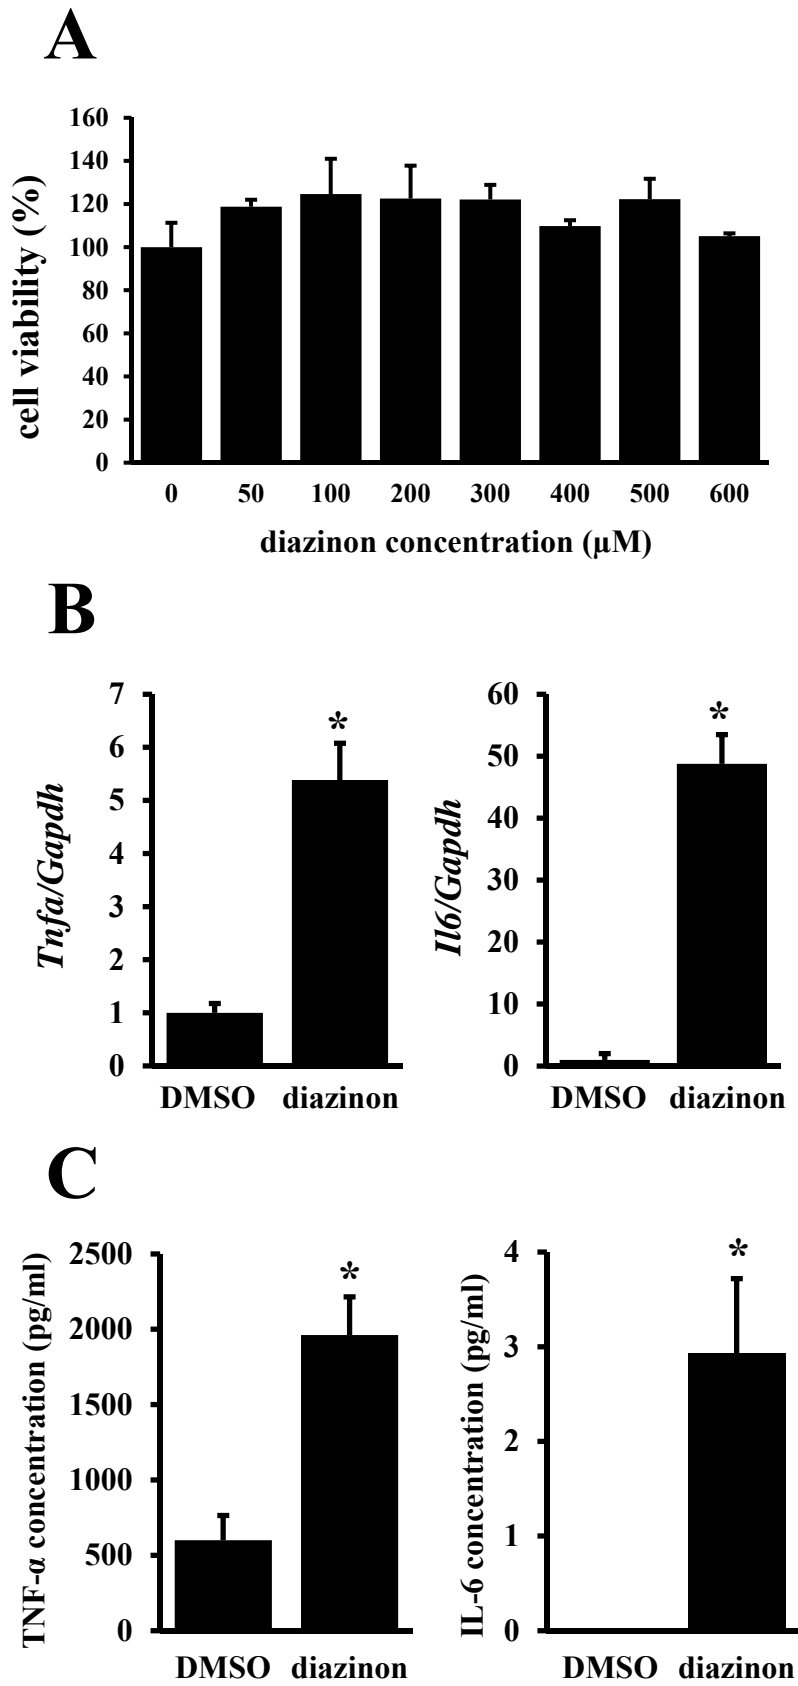 A
160
140
120
100
80
60
40
20
0
cell viability (%)
0 50 100 200 300 400 500 600
diazinon concentration (µM)
B
7
6
5
4
3
2
1
0
Tnfa/Gapdh
*
DMSO diazinon
60
50
40
30
20
10
0
Il6/Gapdh
*
DMSO diazinon
C
2500
2000
1500
1000
500
0
TNF-α concentration (pg/ml)
*
DMSO diazinon
4
3
2
1
0
IL-6 concentration (pg/ml)
*
DMSO diazinon